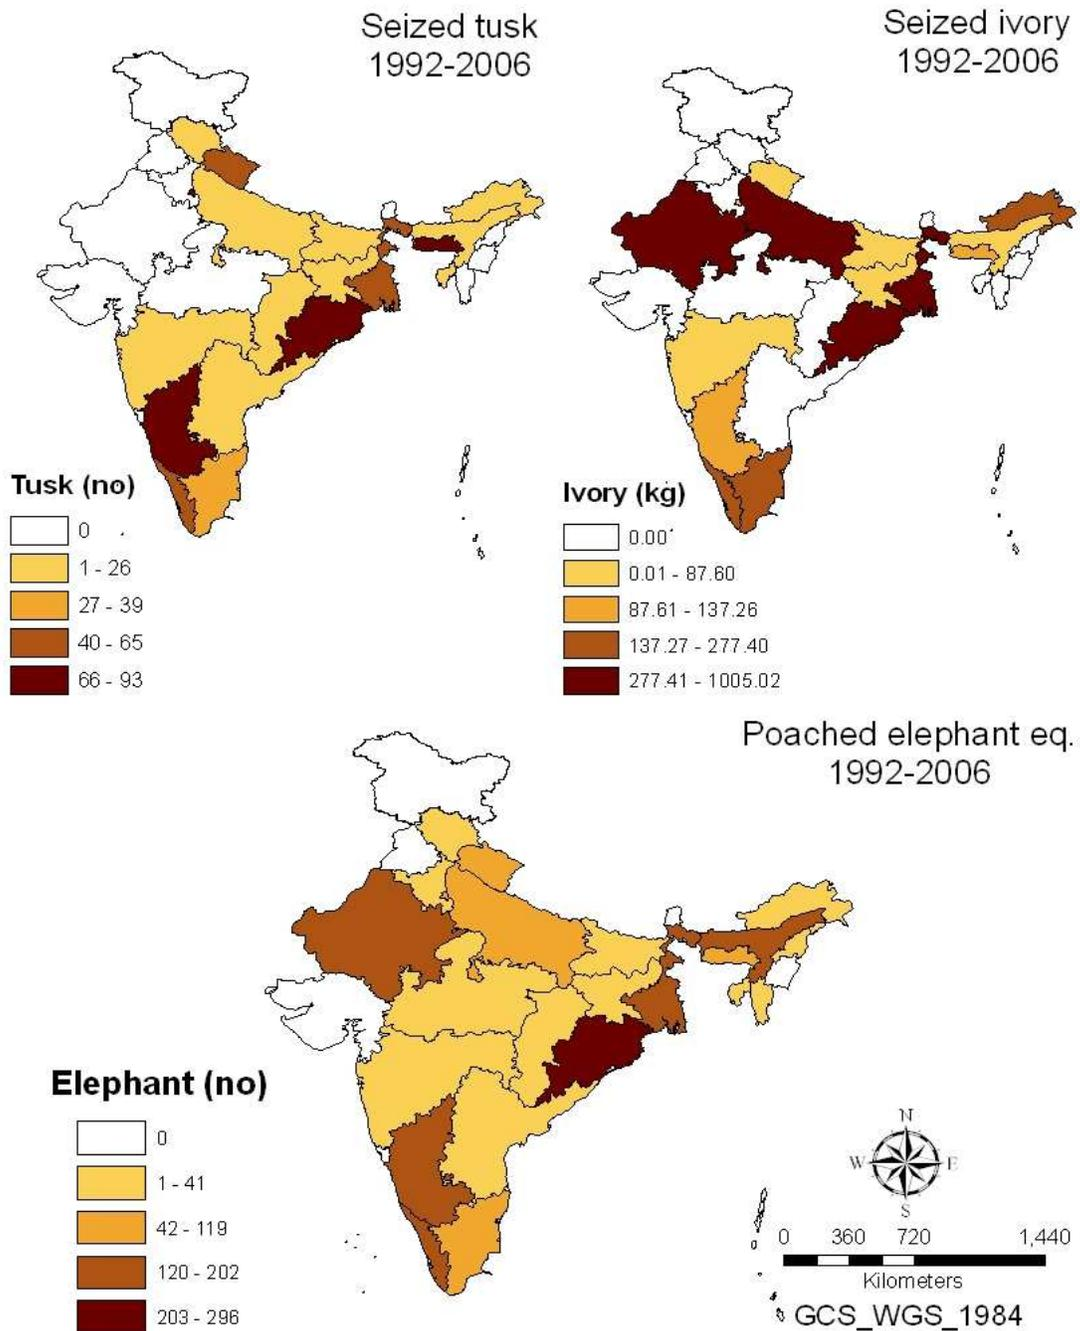 Seized tusk
1992-2006
Seized ivory
1992-2006
Tusk (no)
0
1 - 26
27 - 39
40 - 65
66 - 93
Ivory (kg)
0.00
0.01 - 87.60
87.61 - 137.26
137.27 - 277.40
277.41 - 1005.02
Poached elephant eq.
1992-2006
Elephant (no)
0
1 - 41
42 - 119
120 - 202
203 - 296
N
W E
S
0 360 720 1,440
Kilometers
GCS_WGS_1984